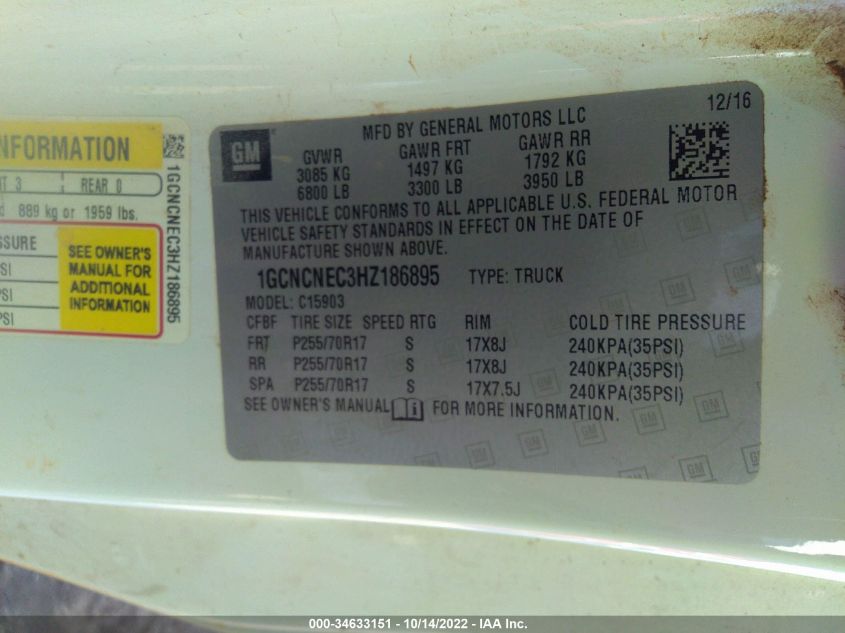 NFORMATION
NT 3 REAR 0
889 kg or 1959 lbs.
SSURE
PSI
PSI
SEE OWNER'S
MANUAL FOR
ADDITIONAL
INFORMATION
1GCNCNEC3HZ186895
GM
MFD BY GENERAL MOTORS LLC
12/16
GVWR GAWR FRT GAWR RR
3085 KG 1497 KG 1792 KG
6800 LB 3300 LB 3950 LB
THIS VEHICLE CONFORMS TO ALL APPLICABLE U.S. FEDERAL MOTOR
VEHICLE SAFETY STANDARDS IN EFFECT ON THE DATE OF
MANUFACTURE SHOWN ABOVE.
1GCNCNEC3HZ186895 TYPE: TRUCK
MODEL: C15903
CFBF TIRE SIZE SPEED RTG RIM COLD TIRE PRESSURE
FRT P255/70R17 S 17X8J 240KPA(35PSI)
RR P255/70R17 S 17X8J 240KPA(35PSI)
SPA P255/70R17 S 17X7.5J 240KPA(35PSI)
SEE OWNER'S MANUAL FOR MORE INFORMATION.
000-34633151 - 10/14/2022 - IAA Inc.